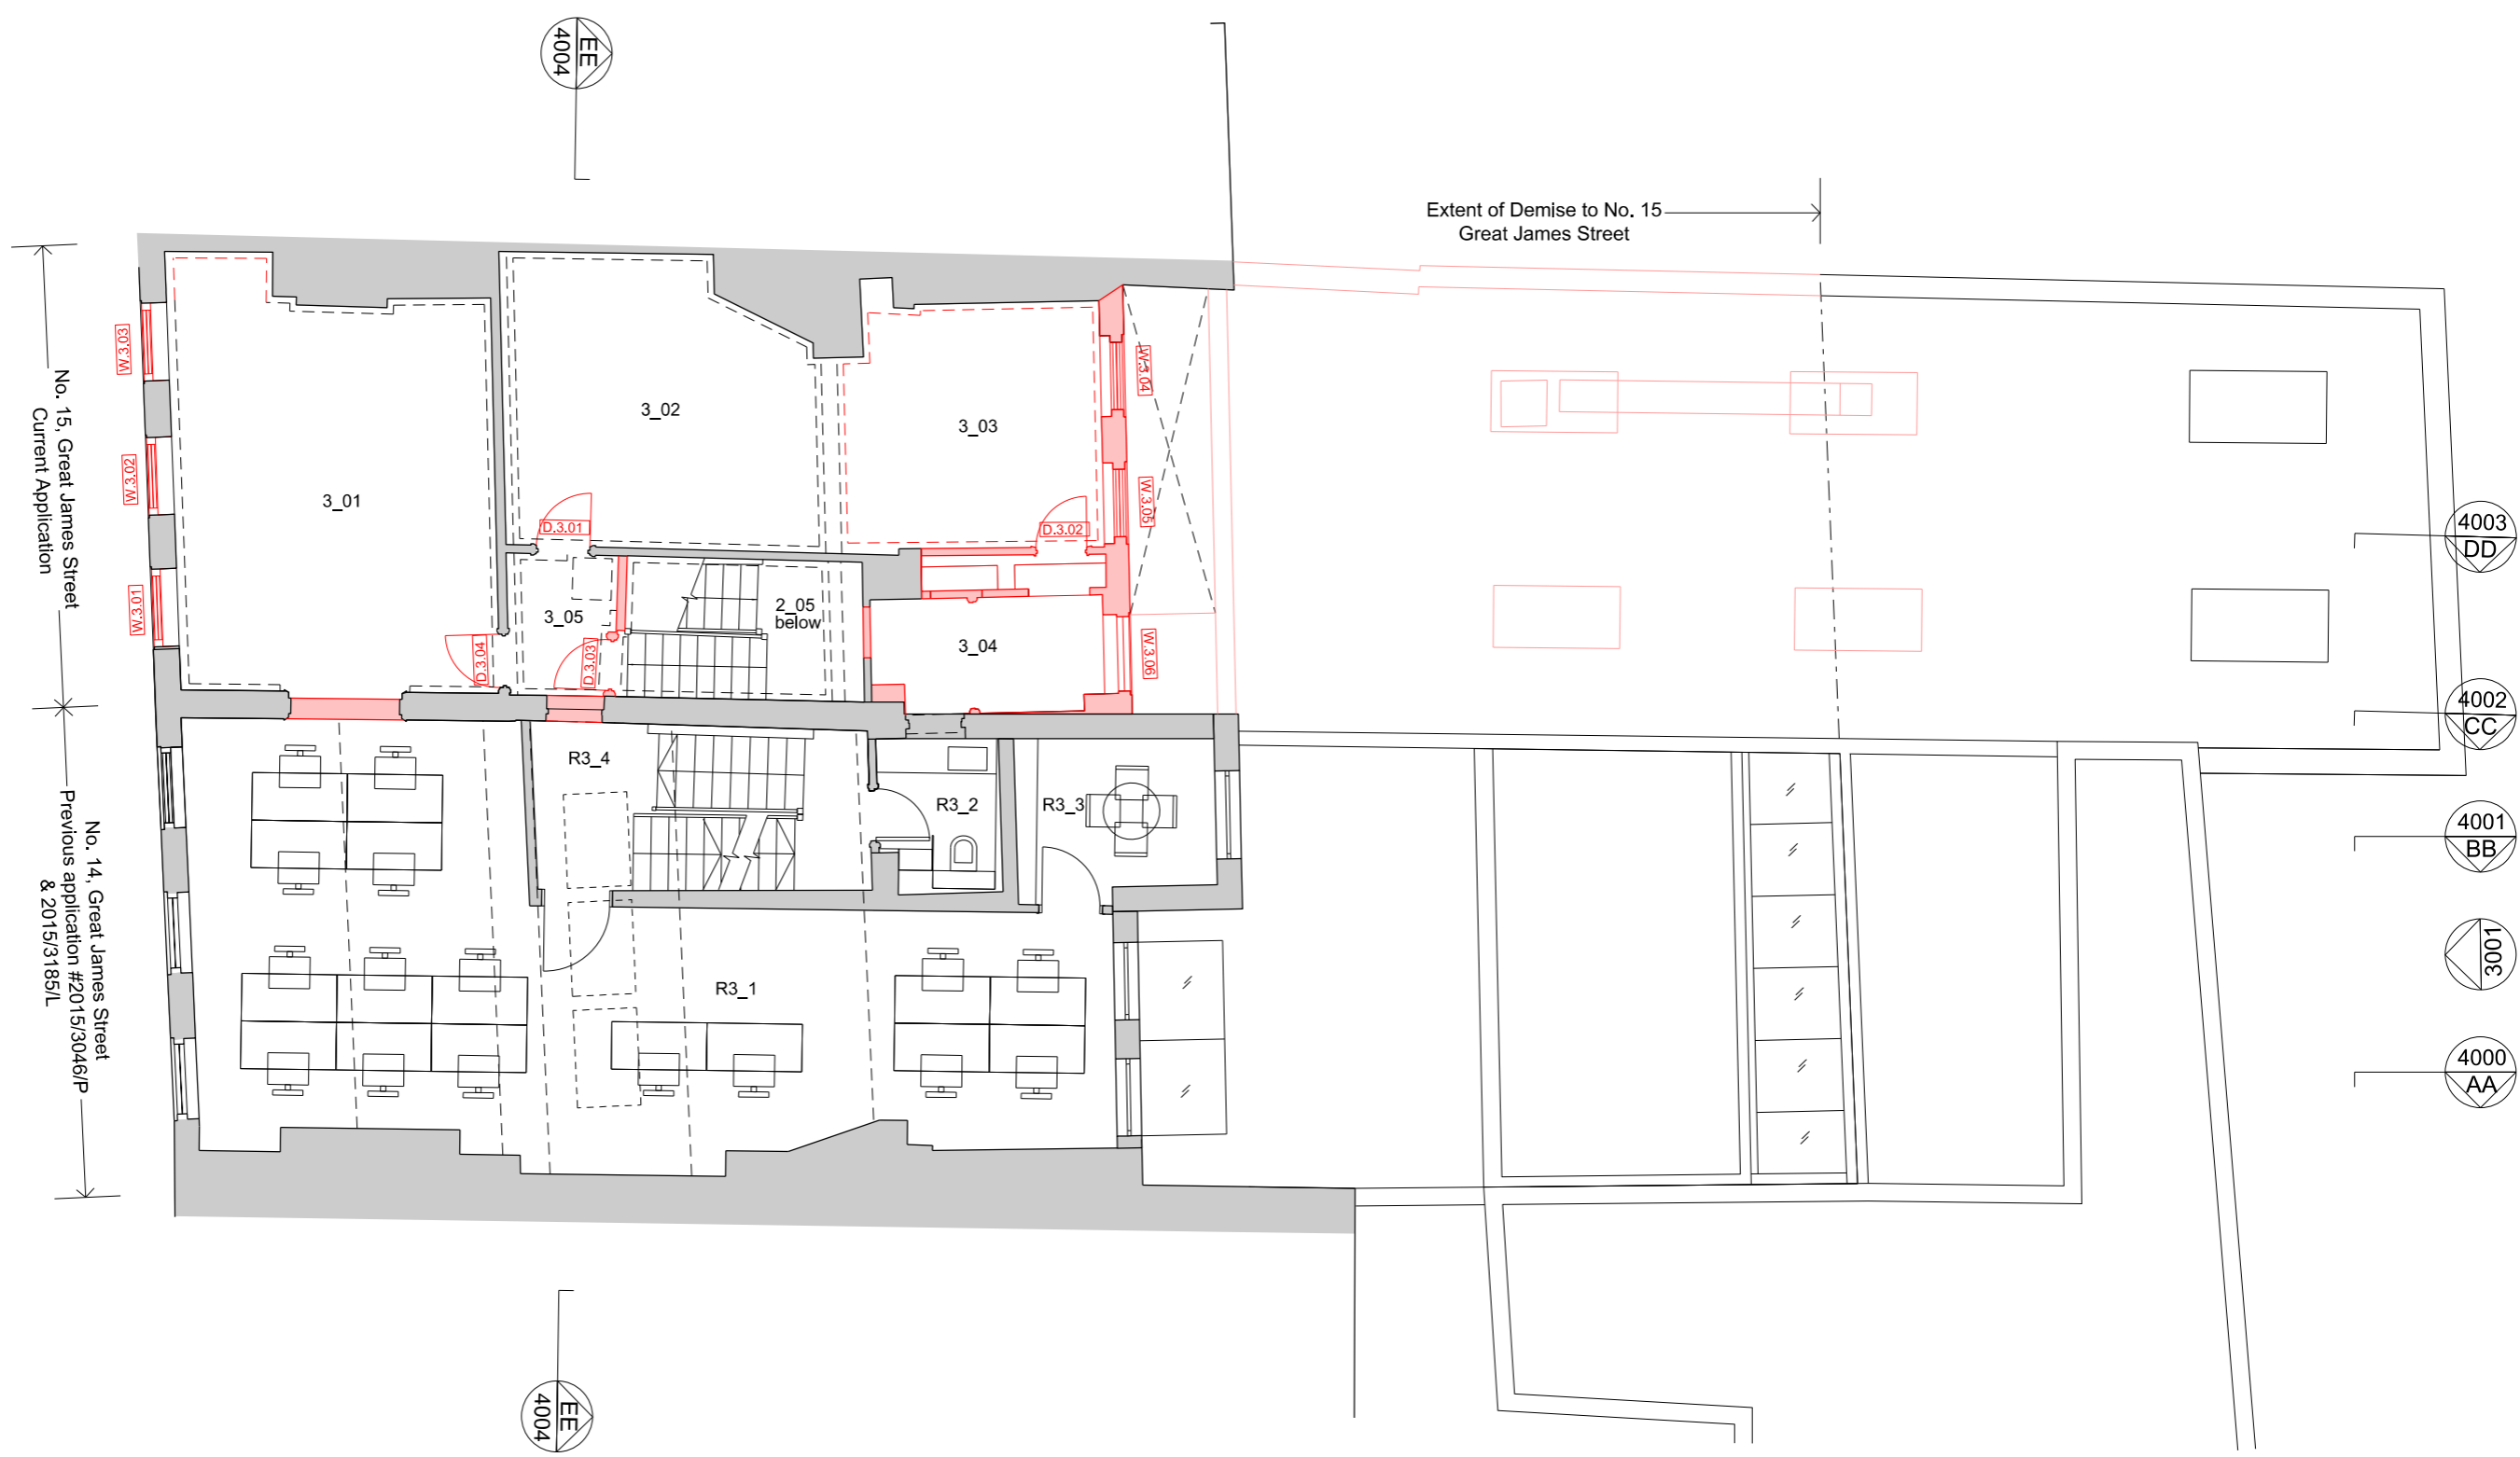 EE
4004
Extent of Demise to No. 15
Great James Street
No. 15, Great James Street
Current Application
W.3.03
W.3.02
W.3.01
3_01
3_02
3_03
W.3.04
W.3.05
W.3.06
D.3.01
D.3.02
3_05
2_05
below
3_04
D.3.04
D.3.03
4003
DD
4002
CC
No. 14, Great James Street
Previous application #2015/3046/P
& 2015/3185/L
R3_4
R3_2
R3_3
R3_1
4001
BB
3001
4000
AA
EE
4004